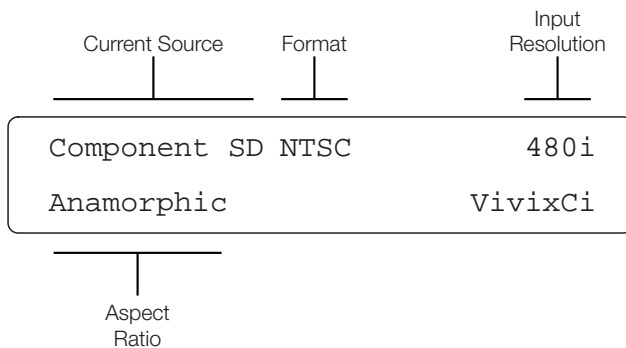 Input
Current Source Format Resolution
Component SD NTSC 480i
Anamorphic VivixCi
Aspect
Ratio